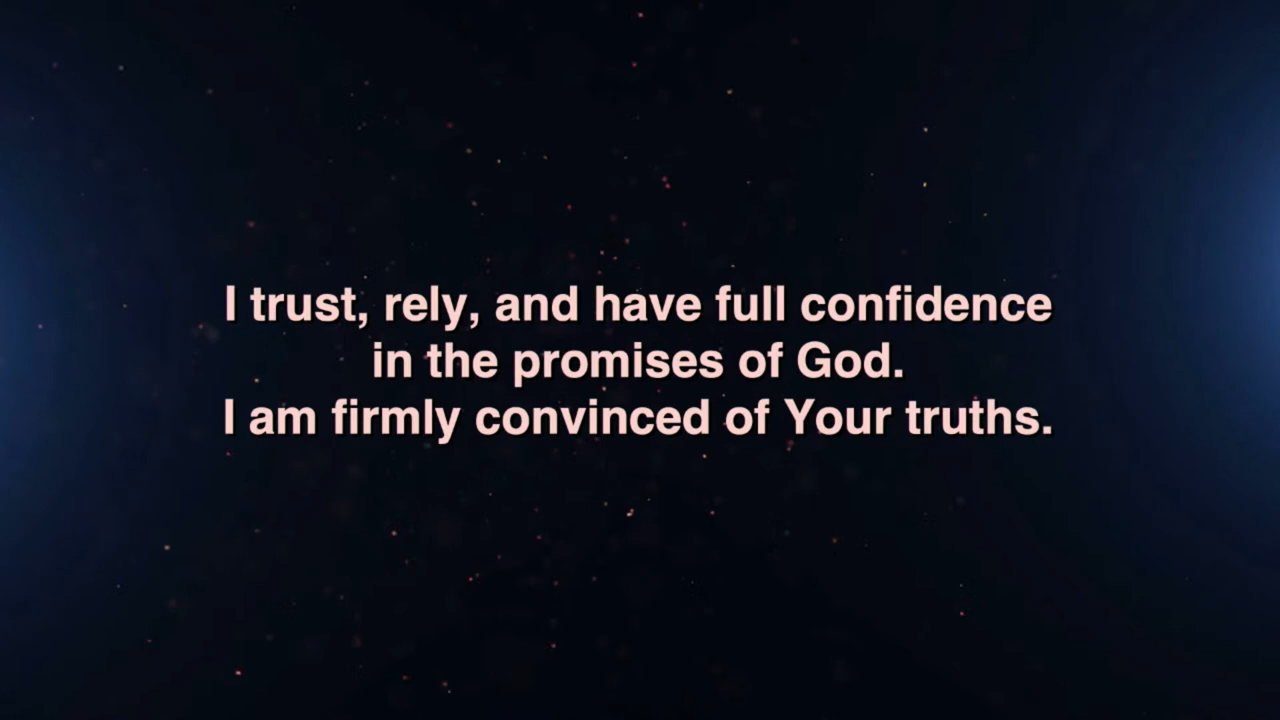 I trust, rely, and have full confidence
in the promises of God.
I am firmly convinced of Your truths.